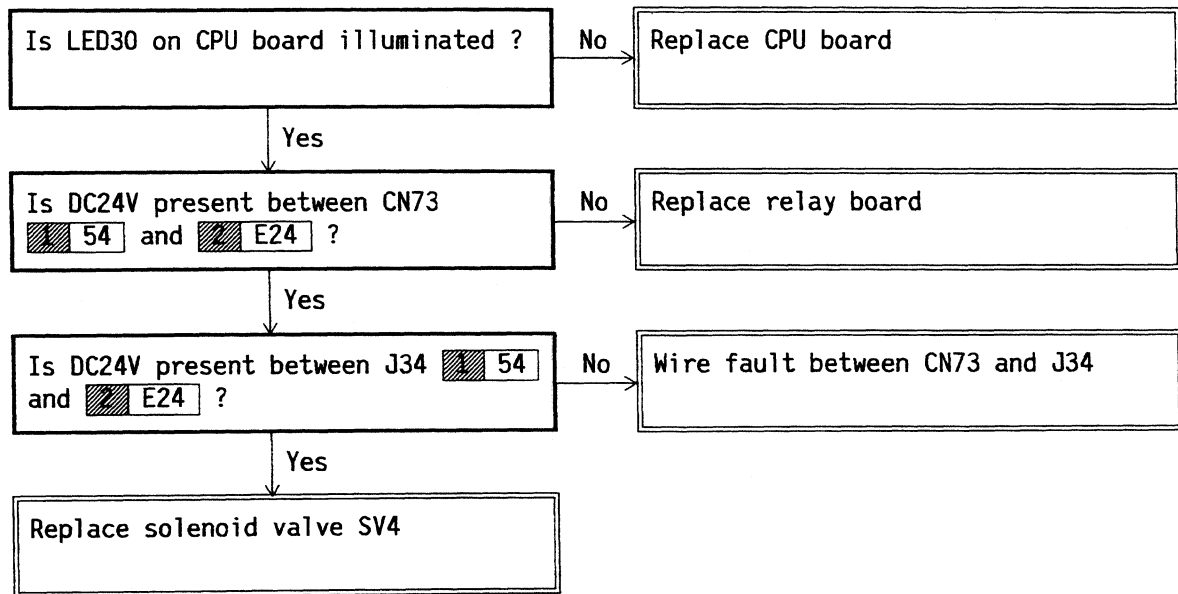 Is LED30 on CPU board illuminated ?
No
Replace CPU board
Yes
Is DC24V present between CN73
1 54 and 2 E24 ?
No
Replace relay board
Yes
Is DC24V present between J34 1 54
and 2 E24 ?
No
Wire fault between CN73 and J34
Yes
Replace solenoid valve SV4